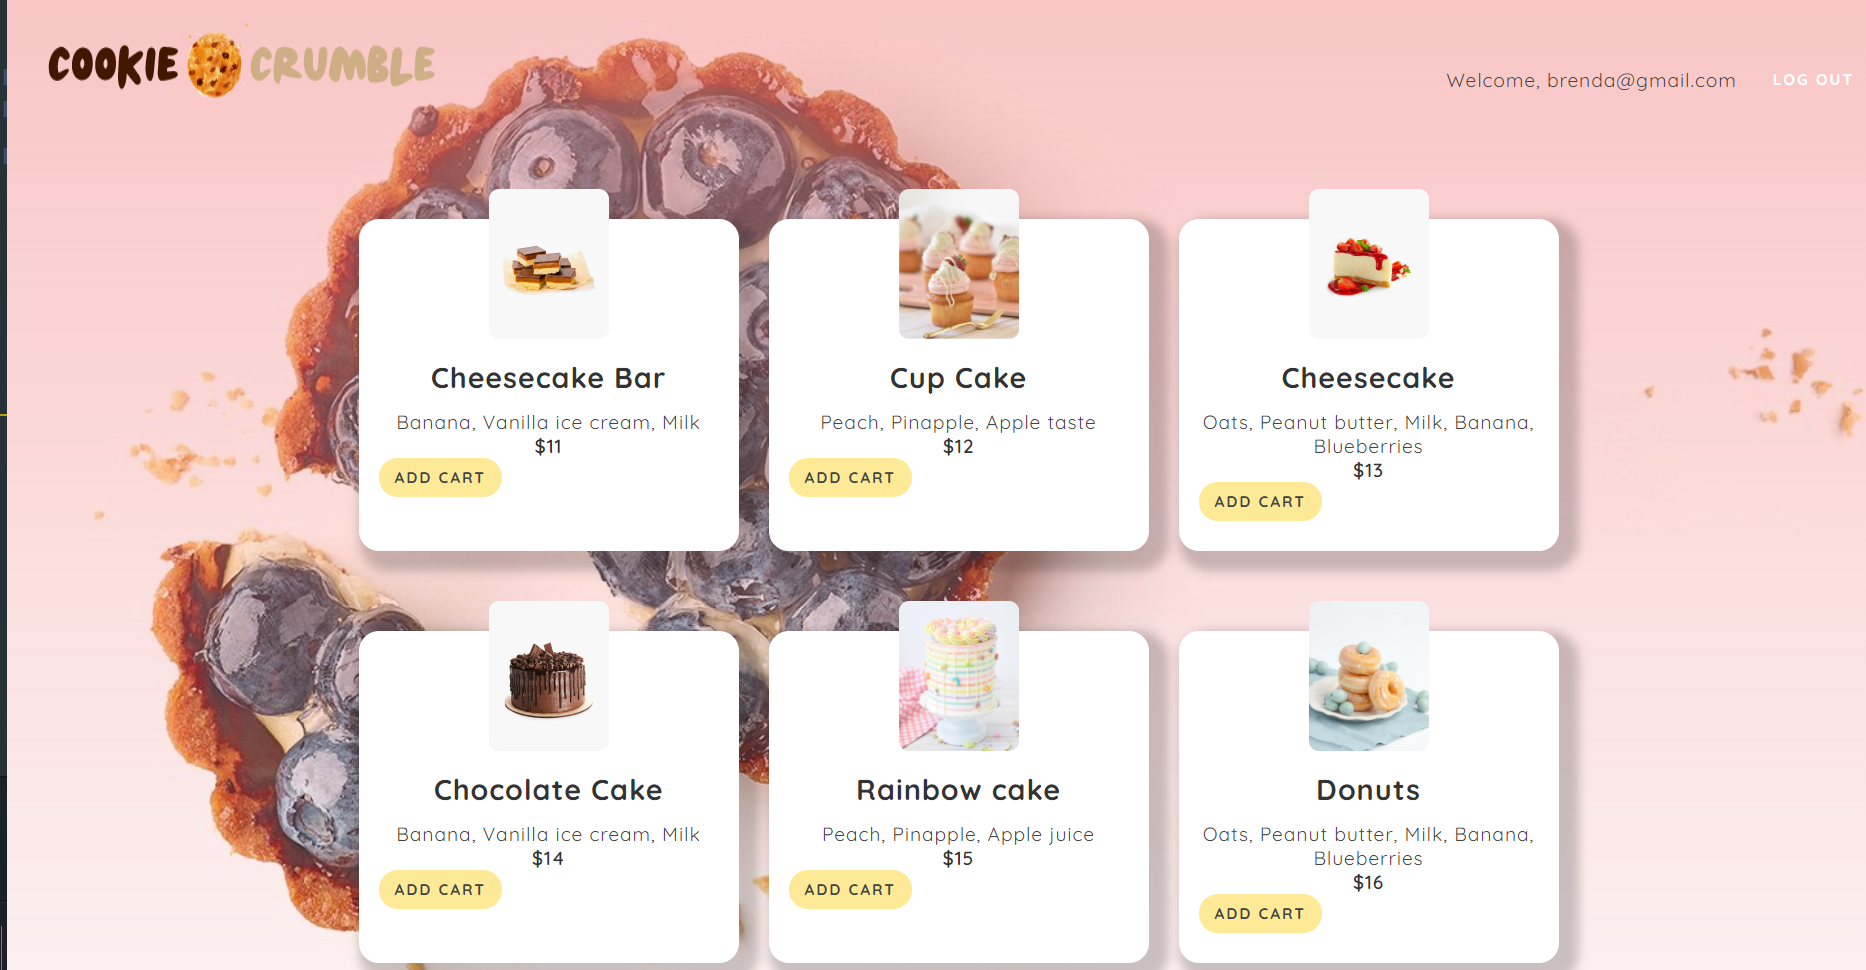 COOKIE CRUMBLE
Welcome, brenda@gmail.com
LOG OUT
Cheesecake Bar
Banana, Vanilla ice cream, Milk
$11
ADD CART
Cup Cake
Peach, Pinapple, Apple taste
$12
ADD CART
Cheesecake
Oats, Peanut butter, Milk, Banana,
Blueberries
$13
ADD CART
Chocolate Cake
Banana, Vanilla ice cream, Milk
$14
ADD CART
Rainbow cake
Peach, Pinapple, Apple juice
$15
ADD CART
Donuts
Oats, Peanut butter, Milk, Banana,
Blueberries
$16
ADD CART